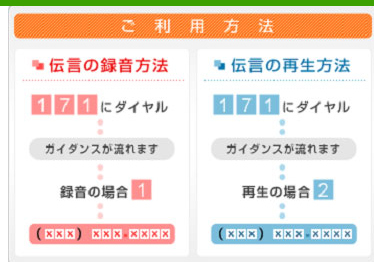 ご利用方法
伝言の録音方法
171にダイヤル
ガイダンスが流れます
録音の場合1
(xxx) xxx-xxxx
伝言の再生方法
171にダイヤル
ガイダンスが流れます
再生の場合2
(xxx) xxx-xxxx